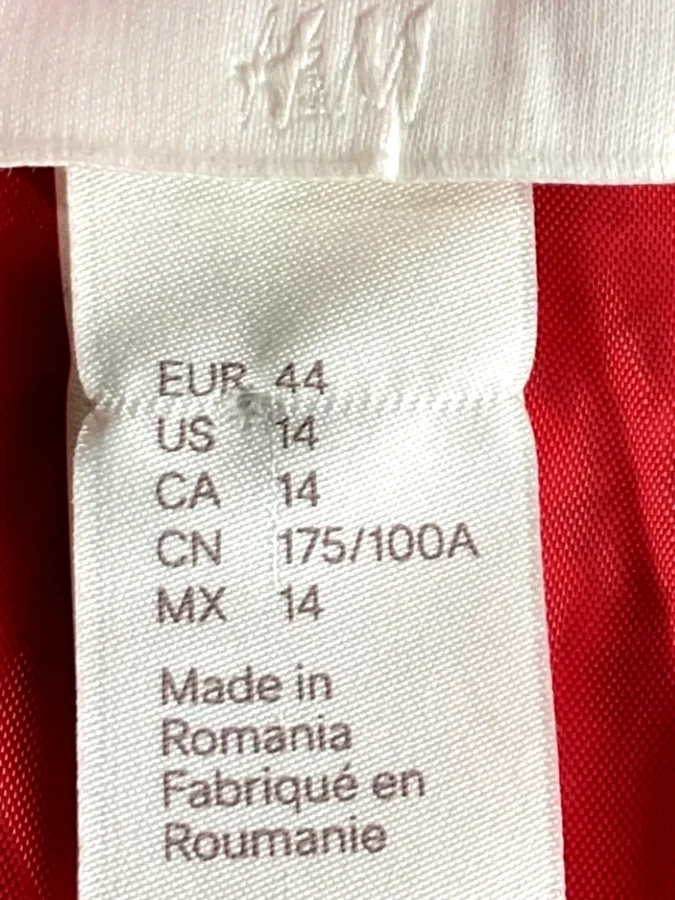 H&M
EUR 44
US 14
CA 14
CN 175/100A
MX 14
Made in
Romania
Fabriqué en
Roumanie